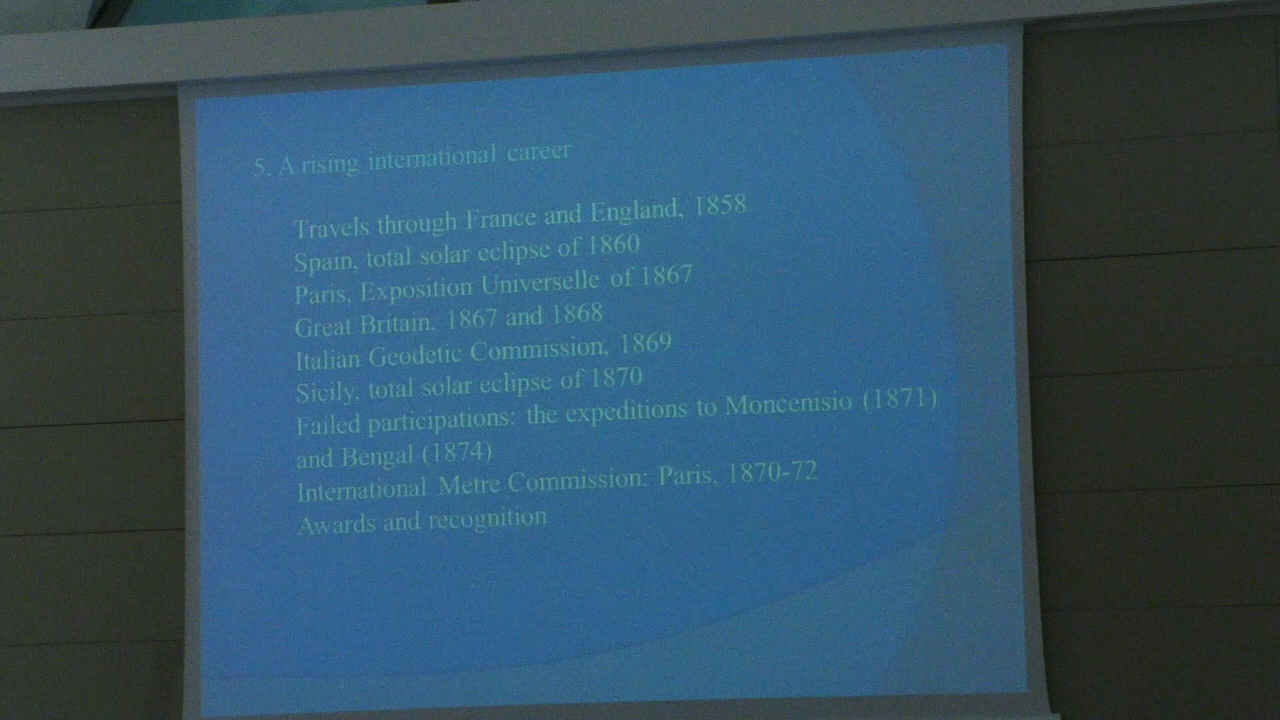 5. A rising international career
Travels through France and England, 1858
Spain, total solar eclipse of 1860
Paris, Exposition Universelle of 1867
Great Britain, 1867 and 1868
Italian Geodetic Commission, 1869
Sicily, total solar eclipse of 1870
Failed participations: the expeditions to Moncenisio (1871)
and Bengal (1874)
International Metre Commission: Paris, 1870-72
Awards and recognition